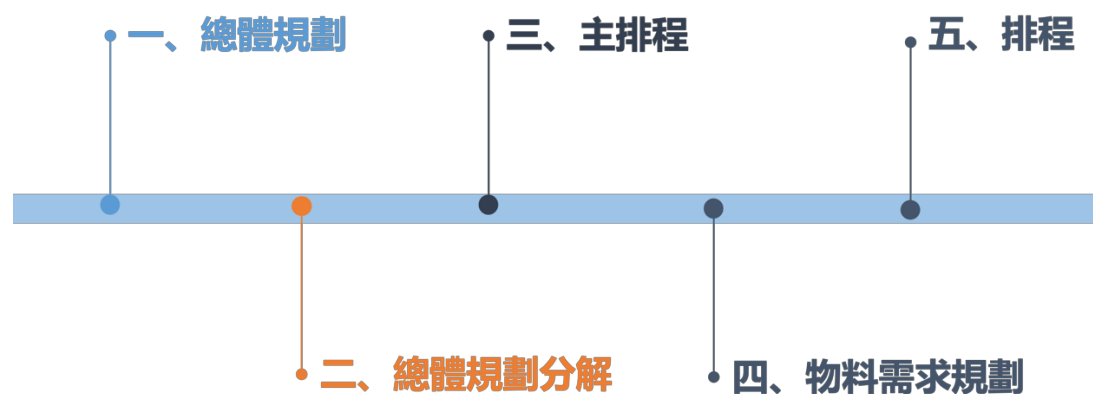 一、總體規劃
二、總體規劃分解
三、主排程
四、物料需求規劃
五、排程